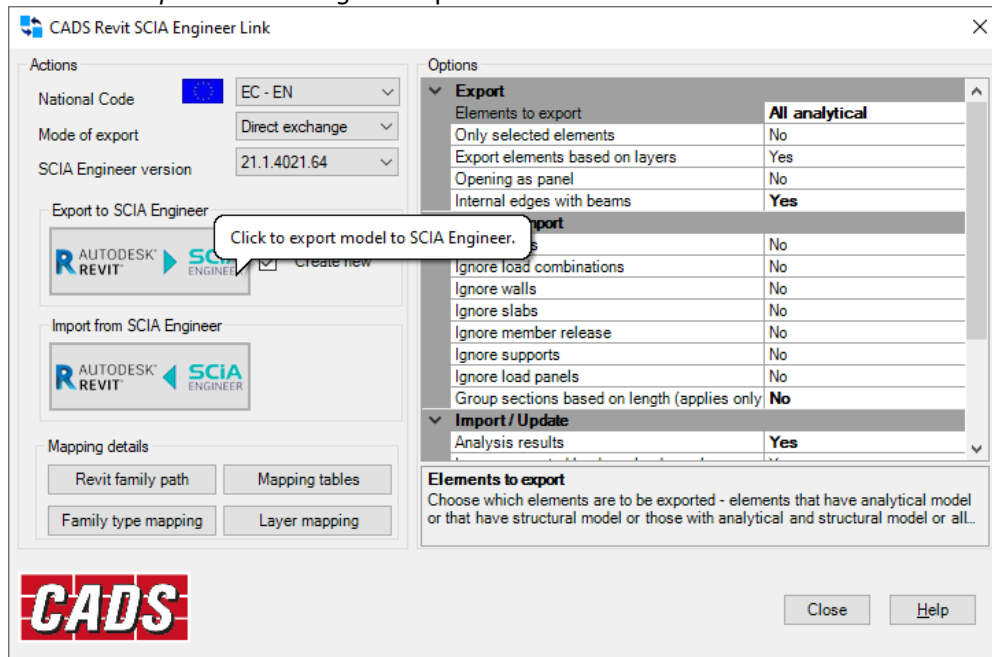 CADS Revit SCIA Engineer Link
Actions
National Code
EC - EN
Mode of export
Direct exchange
SCIA Engineer version
21.1.4021.64
Export to SCIA Engineer
AUTODESK REVIT SCiA ENGINEER
Create new
Click to export model to SCIA Engineer.
Import from SCIA Engineer
AUTODESK REVIT SCiA ENGINEER
Mapping details
Revit family path
Mapping tables
Family type mapping
Layer mapping
Options
Export
Elements to export All analytical
Only selected elements No
Export elements based on layers Yes
Opening as panel No
Internal edges with beams Yes
No
Ignore load combinations No
Ignore walls No
Ignore slabs No
Ignore member release No
Ignore supports No
Ignore load panels No
Group sections based on length (applies only No
Import / Update
Analysis results Yes
Elements to export
Choose which elements are to be exported - elements that have analytical model
or that have structural model or those with analytical and structural model or all...
CADS
Close
Help